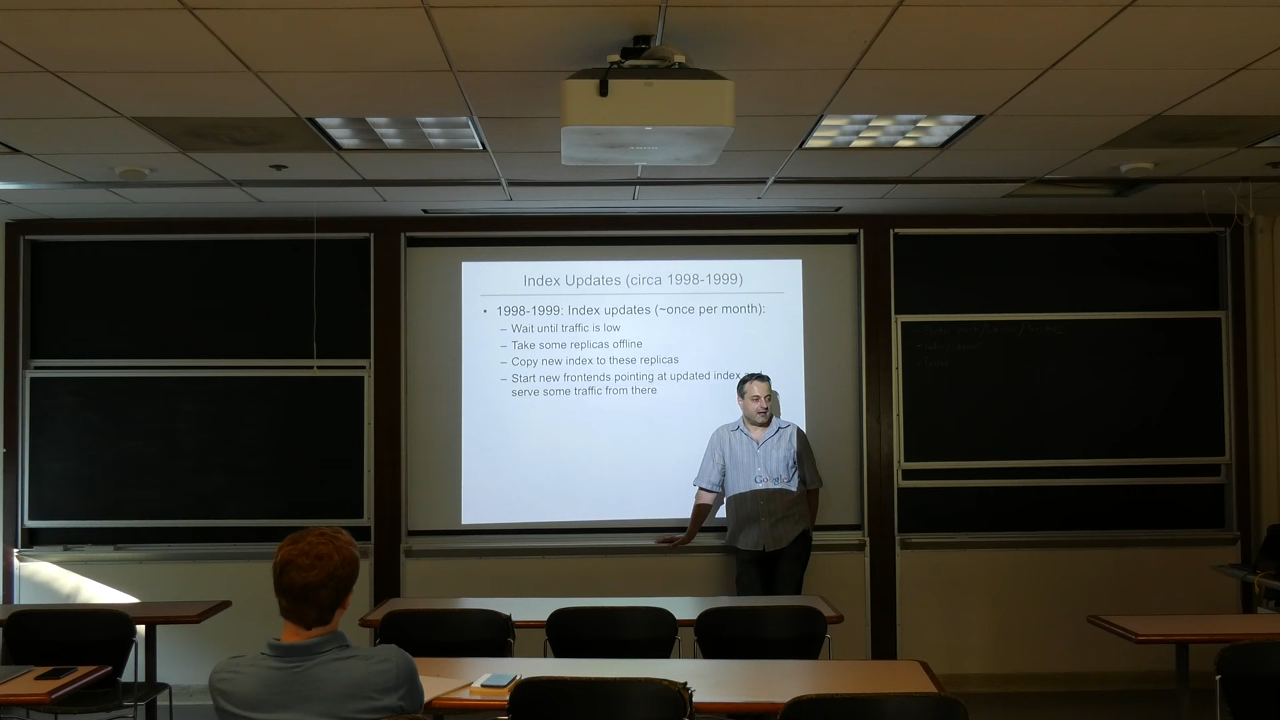 Index Updates (circa 1998-1999)
• 1998-1999: Index updates (~once per month):
– Wait until traffic is low
– Take some replicas offline
– Copy new index to these replicas
– Start new frontends pointing at updated index
serve some traffic from there
Google